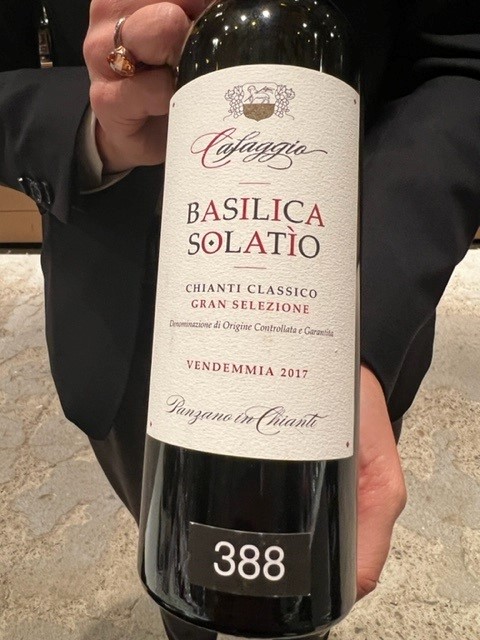 Cafaggio
BASILICA
SOLATÌO
CHIANTI CLASSICO
GRAN SELEZIONE
Denominazione di Origine Controllata e Garantita
VENDEMMIA 2017
Panzano in Chianti
388